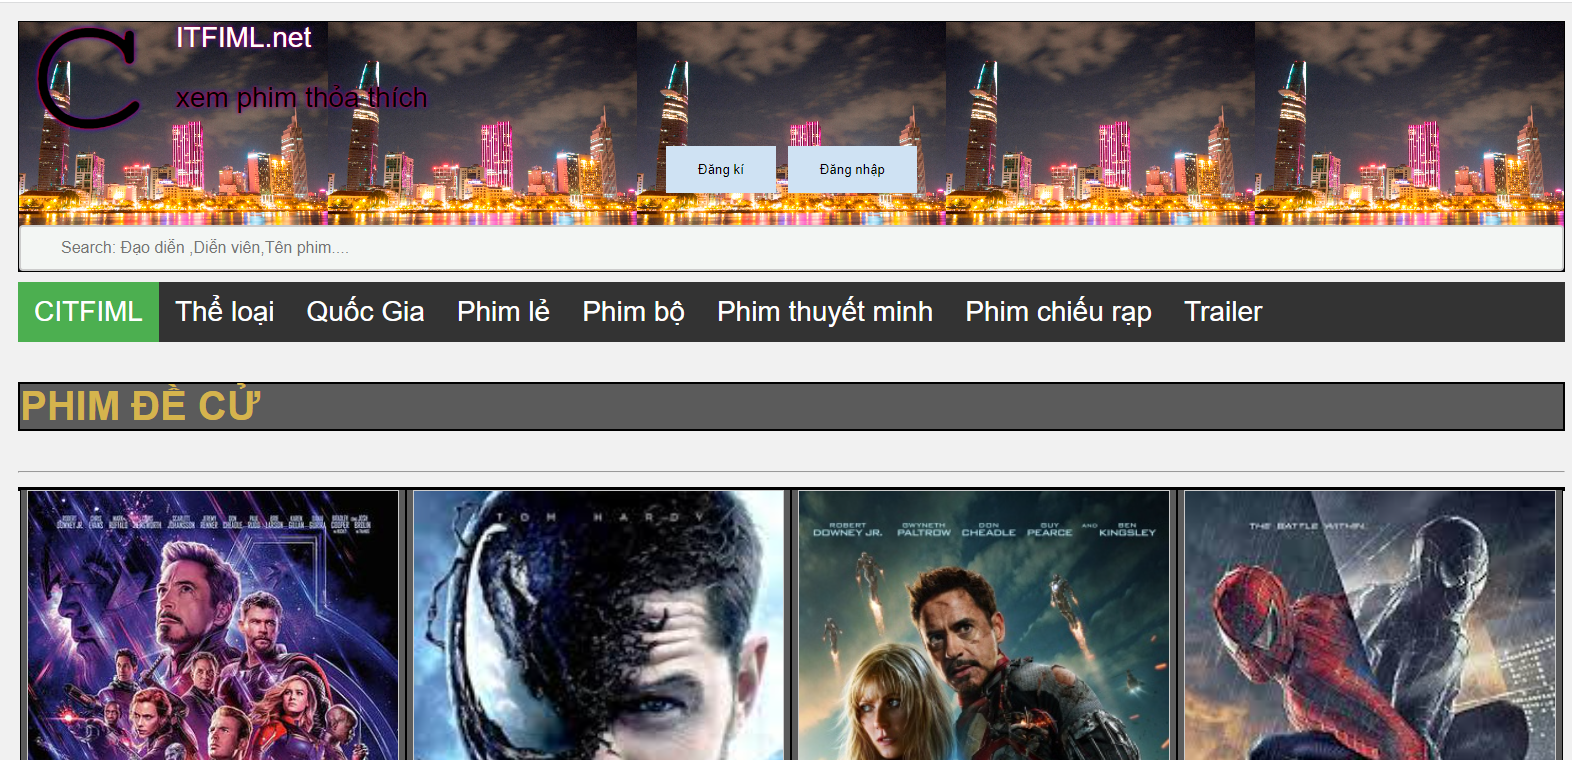 C
ITFIML.net
xem phim thỏa thích
Đăng kí
Đăng nhập
Search: Đạo diễn ,Diễn viên,Tên phim....
CITFIML Thể loại Quốc Gia Phim lẻ Phim bộ Phim thuyết minh Phim chiếu rạp Trailer
PHIM ĐỀ CỬ
TOM HARDY
ROBERT DOWNEY JR. GWYNETH PALTROW DON CHEADLE GUY PEARCE AND BEN KINGSLEY
THE BATTLE WITHIN.